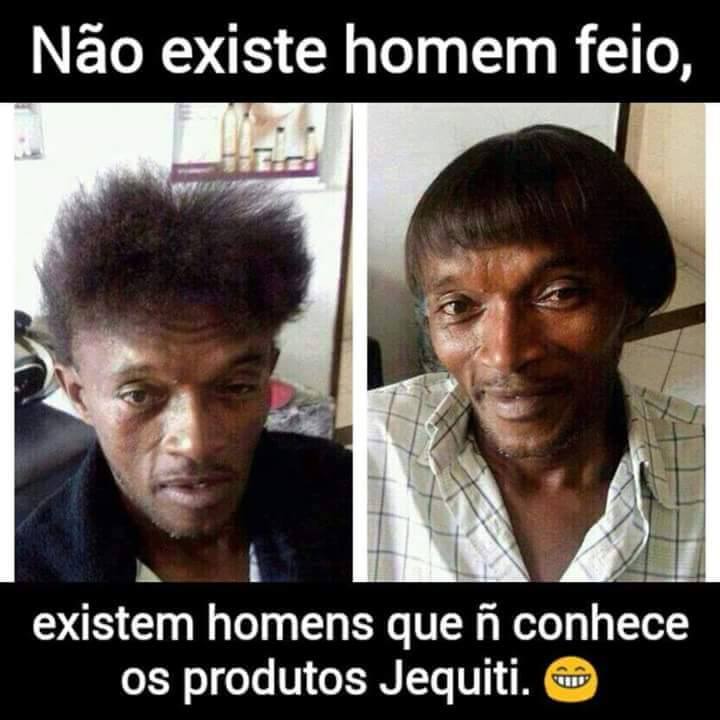 Não existe homem feio,
existem homens que ñ conhece
os produtos Jequiti. 😁